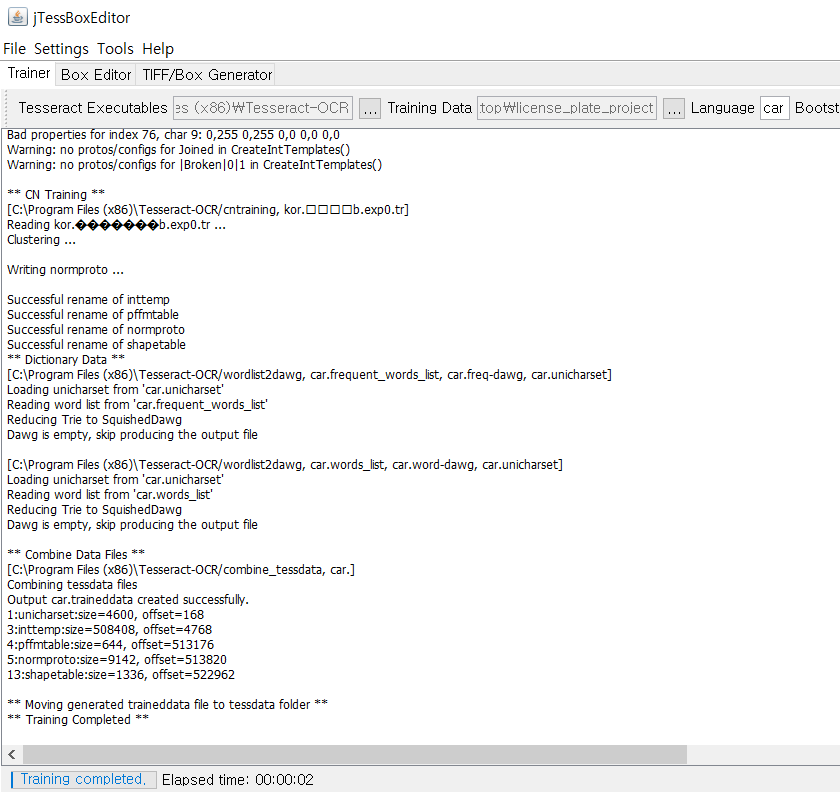 jTessBoxEditor
File Settings Tools Help
Trainer Box Editor TIFF/Box Generator
Tesseract Executables es (x86)₩Tesseract-OCR ... Training Data top₩license_plate_project ... Language car Bootst
Bad properties for index 76, char 9: 0,255 0,255 0,0 0,0 0,0
Warning: no protos/configs for Joined in CreateIntTemplates()
Warning: no protos/configs for |Broken|0|1 in CreateIntTemplates()
** CN Training **
[C:\Program Files (x86)\Tesseract-OCR/cntraining, kor.□□□□b.exp0.tr]
Reading kor.�������b.exp0.tr ...
Clustering ...
Writing normproto ...
Successful rename of inttemp
Successful rename of pffmtable
Successful rename of normproto
Successful rename of shapetable
** Dictionary Data **
[C:\Program Files (x86)\Tesseract-OCR/wordlist2dawg, car.frequent_words_list, car.freq-dawg, car.unicharset]
Loading unicharset from 'car.unicharset'
Reading word list from 'car.frequent_words_list'
Reducing Trie to SquishedDawg
Dawg is empty, skip producing the output file
[C:\Program Files (x86)\Tesseract-OCR/wordlist2dawg, car.words_list, car.word-dawg, car.unicharset]
Loading unicharset from 'car.unicharset'
Reading word list from 'car.words_list'
Reducing Trie to SquishedDawg
Dawg is empty, skip producing the output file
** Combine Data Files **
[C:\Program Files (x86)\Tesseract-OCR/combine_tessdata, car.]
Combining tessdata files
Output car.traineddata created successfully.
1:unicharset:size=4600, offset=168
3:inttemp:size=508408, offset=4768
4:pffmtable:size=644, offset=513176
5:normproto:size=9142, offset=513820
13:shapetable:size=1336, offset=522962
** Moving generated traineddata file to tessdata folder **
** Training Completed **
Training completed. Elapsed time: 00:00:02